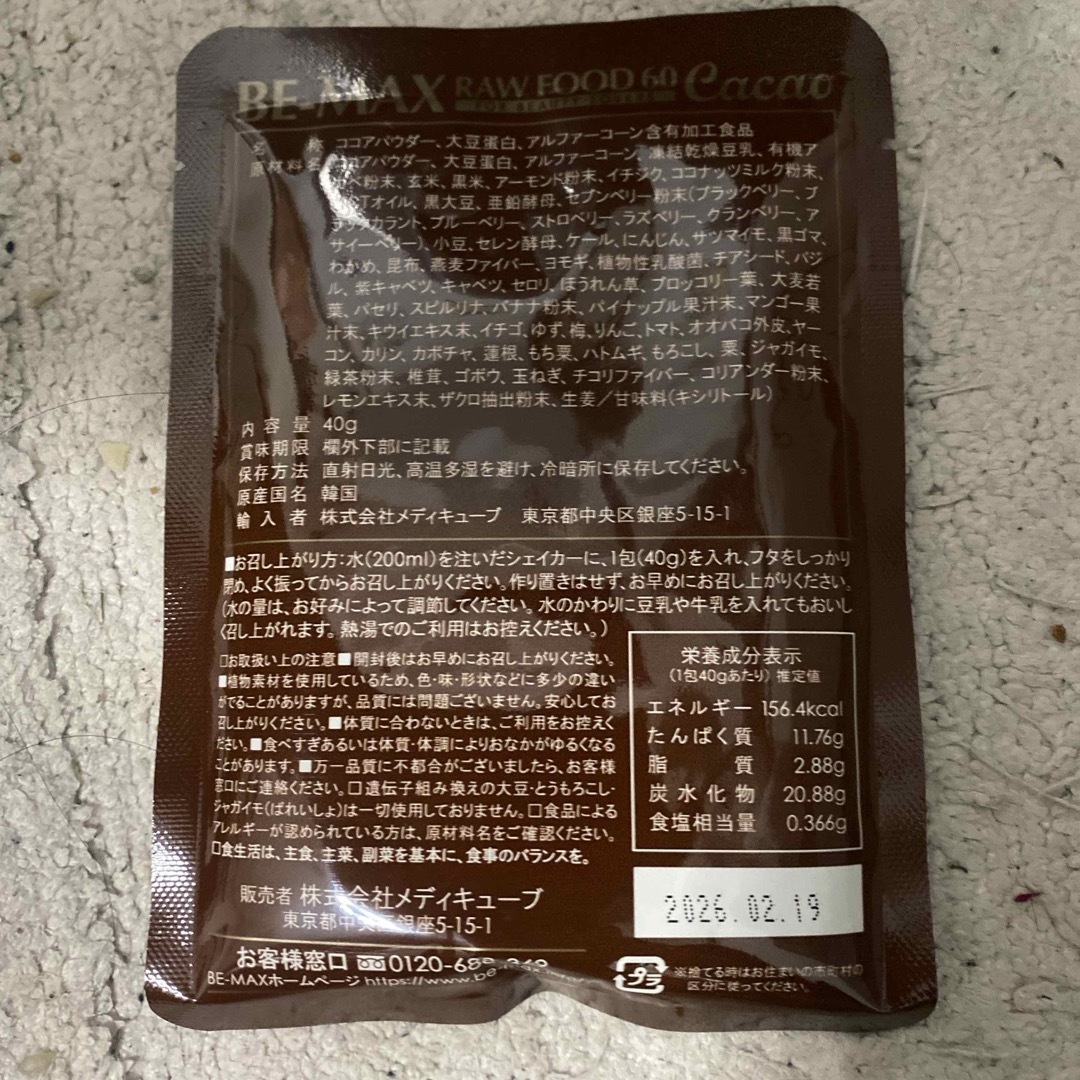 BE-MAX RAW FOOD 60 Cacao
FOR BEAUTY
名 称 ココアパウダー、大豆蛋白、アルファーコーン含有加工食品
原材料名 ココアパウダー、大豆蛋白、アルファーコーン、凍結乾燥豆乳、有機ア
粉末、玄米、黒米、アーモンド粉末、イチジク、ココナッツミルク粉末、
オイル、黒大豆、亜鉛酵母、セブンベリー粉末(ブラックベリー、ブ
ラックカラント、ブルーベリー、ストロベリー、ラズベリー、クランベリー、ア
サイーベリー)、小豆、セレン酵母、ケール、にんじん、サツマイモ、黒ゴマ、
わかめ、昆布、燕麦ファイバー、ヨモギ、植物性乳酸菌、チアシード、バジ
ル、紫キャベツ、キャベツ、セロリ、ほうれん草、ブロッコリー葉、大麦若
葉、パセリ、スピルリナ、バナナ粉末、パイナップル果汁末、マンゴー果
汁末、キウイエキス末、イチゴ、ゆず、梅、りんご、トマト、オオバコ外皮、ヤー
コン、カリン、カボチャ、蓮根、もち粟、ハトムギ、もろこし、栗、ジャガイモ、
緑茶粉末、椎茸、ゴボウ、玉ねぎ、チコリファイバー、コリアンダー粉末、
レモンエキス末、ザクロ抽出粉末、生姜／甘味料(キシリトール)
内容量 40g
賞味期限 欄外下部に記載
保存方法 直射日光、高温多湿を避け、冷暗所に保存してください。
原産国名 韓国
輸入者 株式会社メディキューブ 東京都中央区銀座5-15-1
■お召し上がり方:水(200ml)を注いだシェイカーに、1包(40g)を入れ、フタをしっかり
閉め、よく振ってからお召し上がりください。作り置きはせず、お早めにお召し上がりください。
(水の量は、お好みによって調節してください。水のかわりに豆乳や牛乳を入れてもおいし
く召し上がれます。熱湯でのご利用はお控えください。)
□お取扱い上の注意■開封後はお早めにお召し上がりください。
■植物素材を使用しているため、色・味・形状などに多少の違い
がでることがありますが、品質には問題ございません。安心してお
召し上がりください。■体質に合わないときは、ご利用をお控えく
ださい。■食べすぎあるいは体質・体調によりおなかがゆるくなる
ことがあります。■万一品質に不都合がございましたら、お客様
窓口にご連絡ください。□遺伝子組み換えの大豆・とうもろこし・
ジャガイモ(ばれいしょ)は一切使用しておりません。□食品による
アレルギーが認められている方は、原材料名をご確認ください。
□食生活は、主食、主菜、副菜を基本に、食事のバランスを。
栄養成分表示
(1包40gあたり) 推定値
エネルギー 156.4kcal
たんぱく質 11.76g
脂 質 2.88g
炭水化物 20.88g
食塩相当量 0.366g
2026.02.19
販売者 株式会社メディキューブ
東京都中央区銀座5-15-1
お客様窓口 0120-
BE-MAXホームページ https://www.be
プラ
※捨てる時はお住まいの市町村の
区分に従ってください。